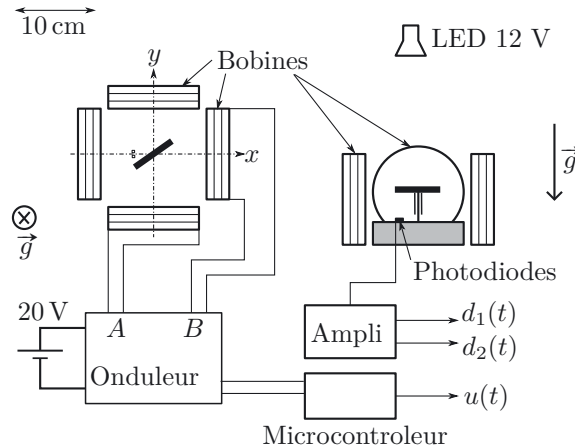 10 cm
LED 12 V
y
Bobines
x
g
g
Photodiodes
20 V
A
B
Onduleur
Ampli
d₁(t)
d₂(t)
u(t)
Microcontroleur